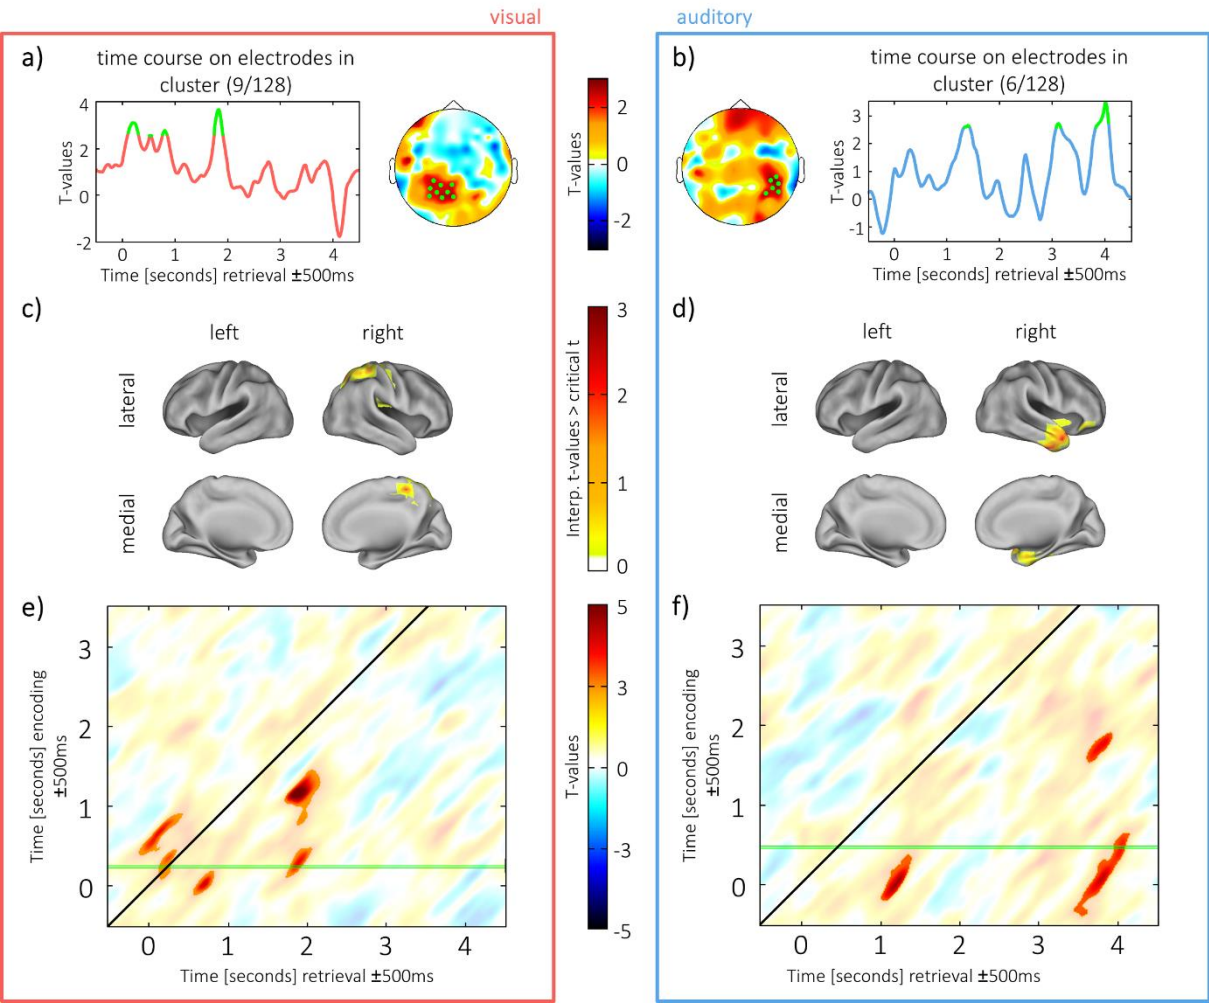 visual
auditory
a)
time course on electrodes in
cluster (9/128)
4
2
0
-2
T-values
0 1 2 3 4
Time [seconds] retrieval ±500ms
2
0
-2
T-values
b)
time course on electrodes in
cluster (6/128)
3
2
1
0
-1
T-values
0 1 2 3 4
Time [seconds] retrieval ±500ms
c)
left right
lateral
medial
3
2
1
0
Interp. t-values > critical t
d)
left right
lateral
medial
e)
3
2
1
0
Time [seconds] encoding
±500ms
0 1 2 3 4
Time [seconds] retrieval ±500ms
5
3
0
-3
-5
T-values
f)
3
2
1
0
Time [seconds] encoding
±500ms
0 1 2 3 4
Time [seconds] retrieval ±500ms